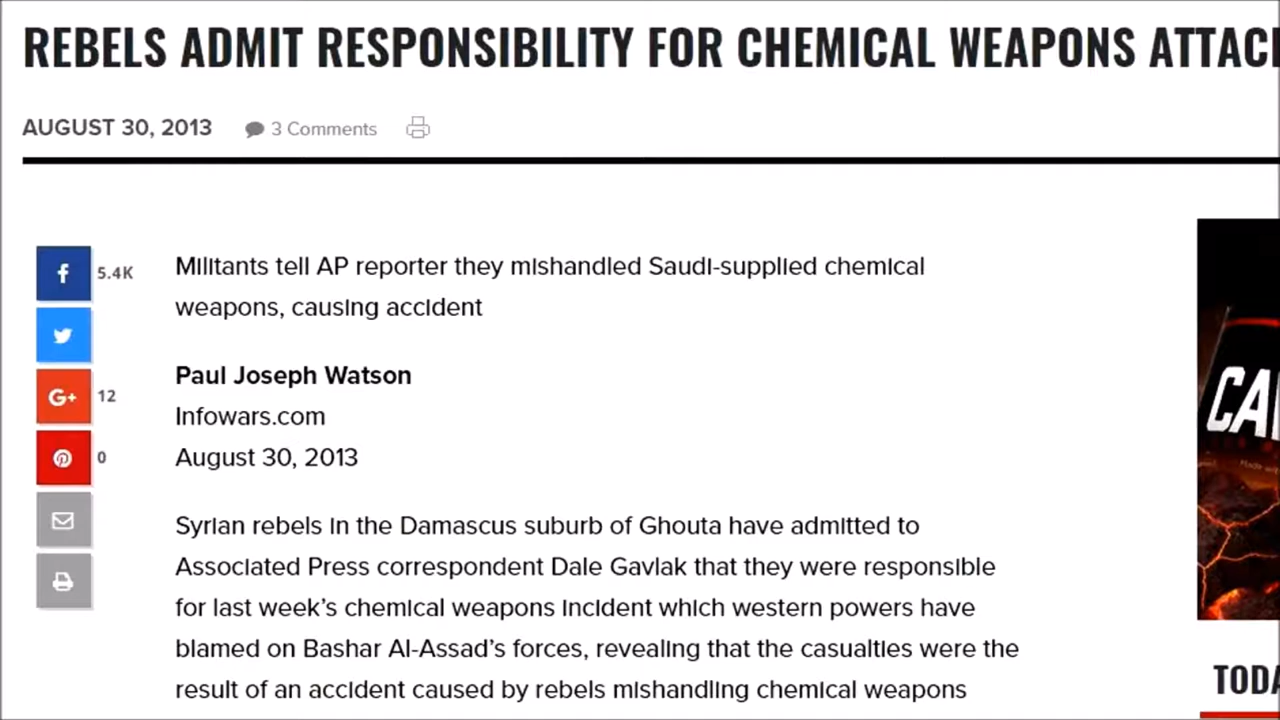 REBELS ADMIT RESPONSIBILITY FOR CHEMICAL WEAPONS
AUGUST 30, 2013 3 Comments
f 5.4K
G+ 12
0
Militants tell AP reporter they mishandled Saudi-supplied chemical
weapons, causing accident
Paul Joseph Watson
Infowars.com
August 30, 2013
Syrian rebels in the Damascus suburb of Ghouta have admitted to
Associated Press correspondent Dale Gavlak that they were responsible
for last week’s chemical weapons incident which western powers have
blamed on Bashar Al-Assad’s forces, revealing that the casualties were the
result of an accident caused by rebels mishandling chemical weapons